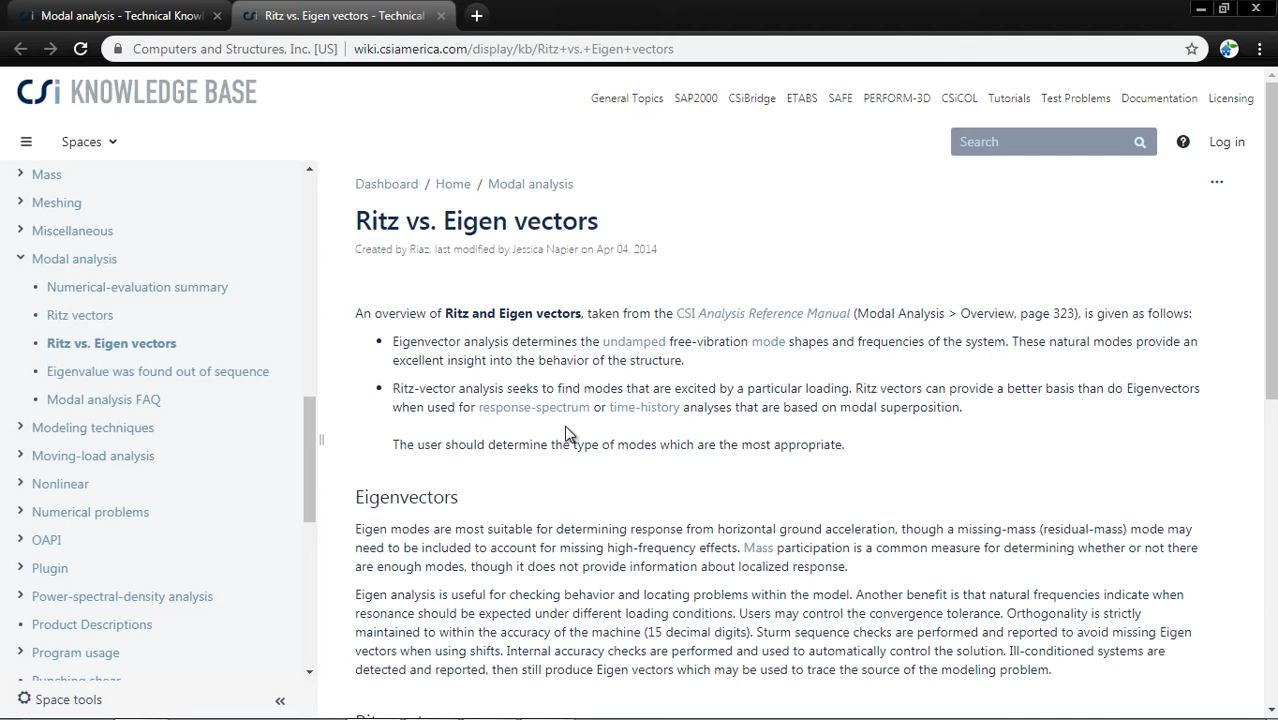 Modal analysis - Technical Knowl
Ritz vs. Eigen vectors - Technical
Computers and Structures, Inc. [US]
wiki.csiamerica.com/display/kb/Ritz+vs.+Eigen+vectors
CSi KNOWLEDGE BASE
General Topics SAP2000 CSiBridge ETABS SAFE PERFORM-3D CSiCOL Tutorials Test Problems Documentation Licensing
Spaces
Search
Log in
Mass
Meshing
Miscellaneous
Modal analysis
Numerical-evaluation summary
Ritz vectors
Ritz vs. Eigen vectors
Eigenvalue was found out of sequence
Modal analysis FAQ
Modeling techniques
Moving-load analysis
Nonlinear
Numerical problems
OAPI
Plugin
Power-spectral-density analysis
Product Descriptions
Program usage
Punching shear
Space tools
Dashboard / Home / Modal analysis
Ritz vs. Eigen vectors
Created by Riaz, last modified by Jessica Napier on Apr 04, 2014
An overview of Ritz and Eigen vectors, taken from the CSI Analysis Reference Manual (Modal Analysis > Overview, page 323), is given as follows:
Eigenvector analysis determines the undamped free-vibration mode shapes and frequencies of the system. These natural modes provide an
excellent insight into the behavior of the structure.
Ritz-vector analysis seeks to find modes that are excited by a particular loading. Ritz vectors can provide a better basis than do Eigenvectors
when used for response-spectrum or time-history analyses that are based on modal superposition.
The user should determine the type of modes which are the most appropriate.
Eigenvectors
Eigen modes are most suitable for determining response from horizontal ground acceleration, though a missing-mass (residual-mass) mode may
need to be included to account for missing high-frequency effects. Mass participation is a common measure for determining whether or not there
are enough modes, though it does not provide information about localized response.
Eigen analysis is useful for checking behavior and locating problems within the model. Another benefit is that natural frequencies indicate when
resonance should be expected under different loading conditions. Users may control the convergence tolerance. Orthogonality is strictly
maintained to within the accuracy of the machine (15 decimal digits). Sturm sequence checks are performed and reported to avoid missing Eigen
vectors when using shifts. Internal accuracy checks are performed and used to automatically control the solution. Ill-conditioned systems are
detected and reported, then still produce Eigen vectors which may be used to trace the source of the modeling problem.